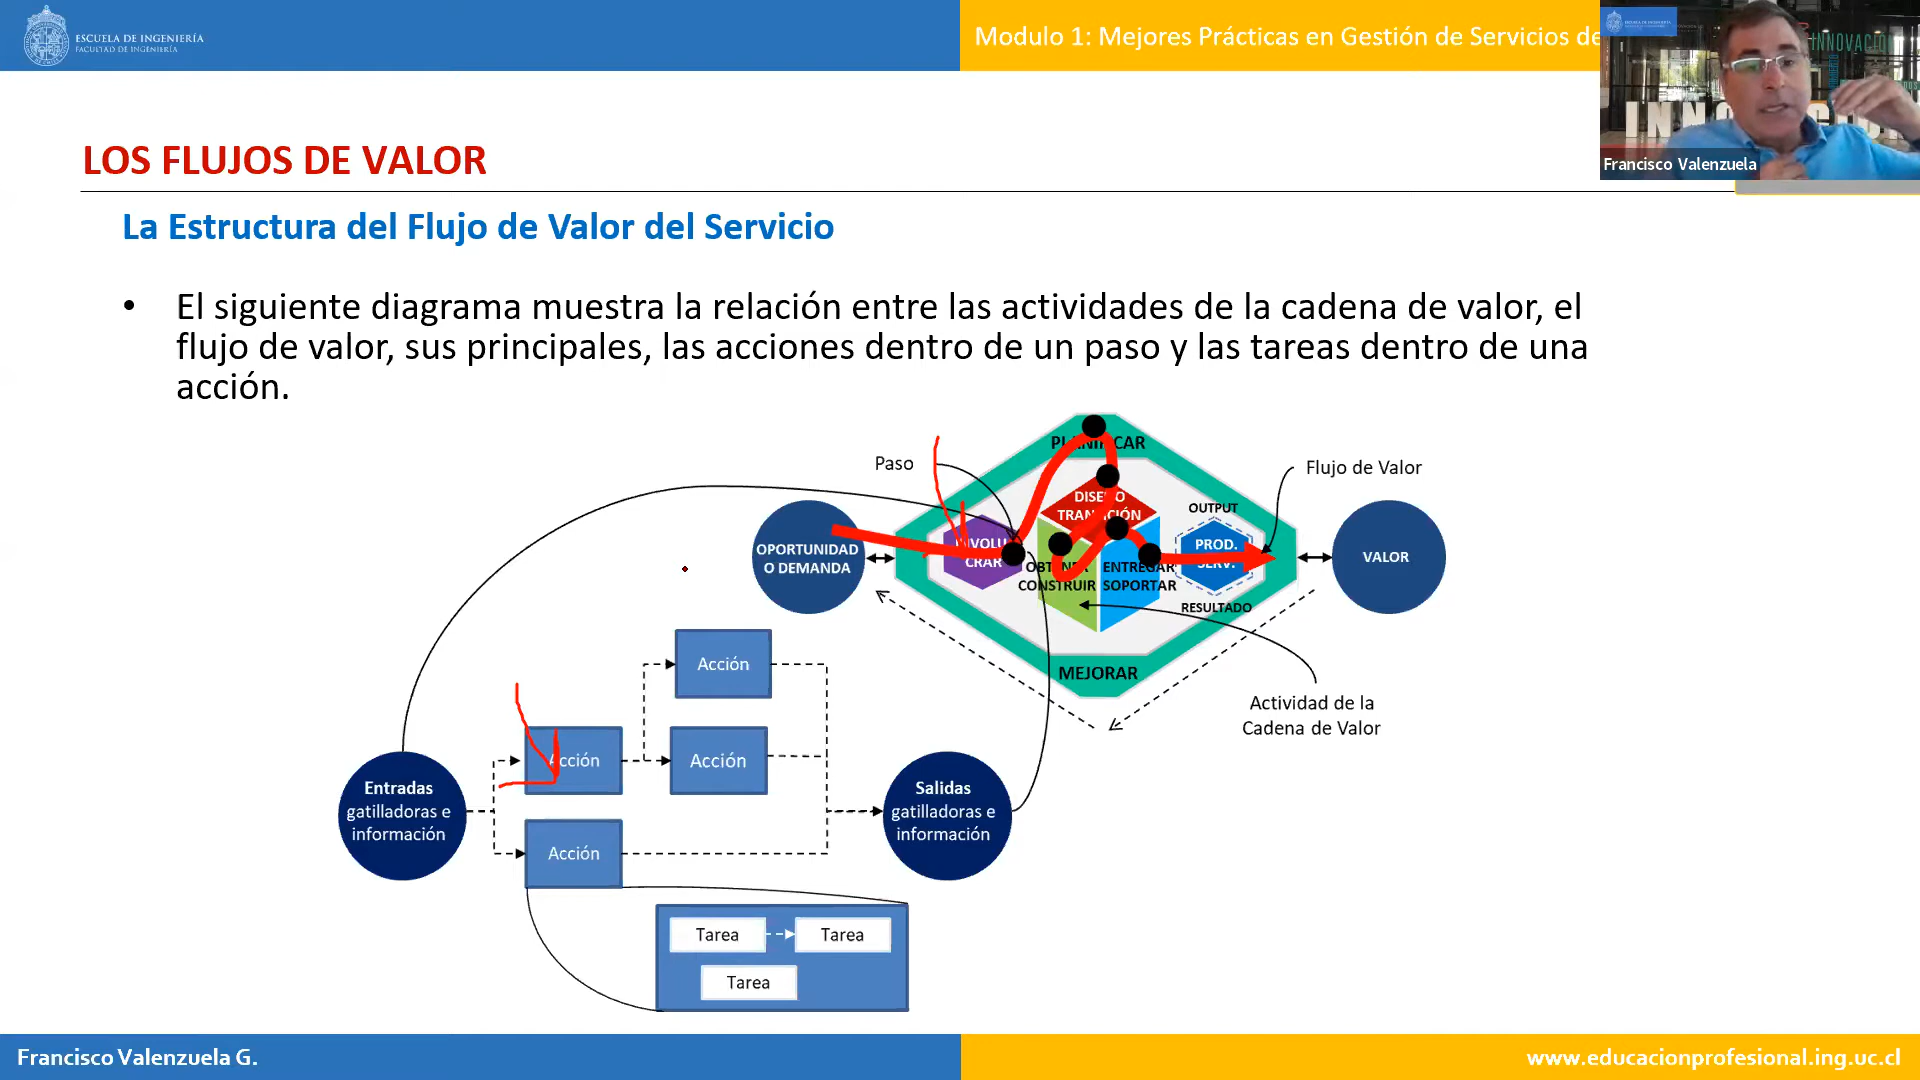 ESCUELA DE INGENIERÍA
FACULTAD DE INGENIERÍA
Modulo 1: Mejores Prácticas en Gestión de Servicios de
INNOVACIÓN
Francisco Valenzuela
LOS FLUJOS DE VALOR
La Estructura del Flujo de Valor del Servicio
• El siguiente diagrama muestra la relación entre las actividades de la cadena de valor, el
flujo de valor, sus principales, las acciones dentro de un paso y las tareas dentro de una
acción.
PLANIFICAR
Paso
Flujo de Valor
DISEÑO
TRANSICIÓN
OUTPUT
OPORTUNIDAD
O DEMANDA
INVOLU
CRAR
OBTENER
CONSTRUIR
ENTREGAR
SOPORTAR
PROD.
SERV.
VALOR
RESULTADO
MEJORAR
Actividad de la
Cadena de Valor
Acción
Acción
Acción
Acción
Entradas
gatilladoras e
información
Salidas
gatilladoras e
información
Tarea
Tarea
Tarea
Francisco Valenzuela G.
www.educacionprofesional.ing.uc.cl